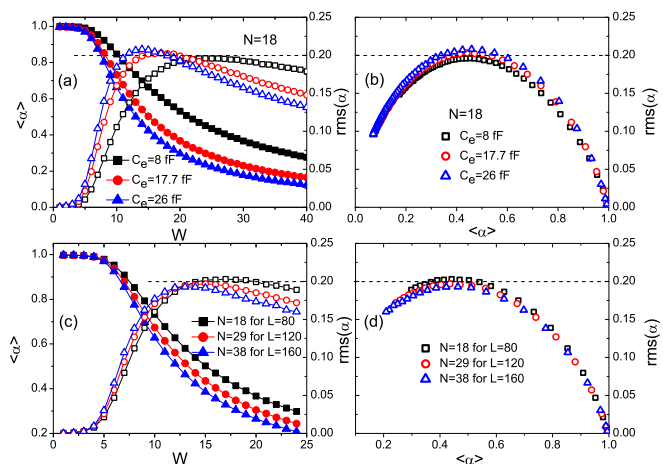 N=18
(a)
C_e=8 fF
C_e=17.7 fF
C_e=26 fF
<α>
1.0
0.8
0.6
0.4
0.2
0.0
0 10 20 30 40
W
0.25
0.20
0.15
0.10
0.05
0.00
rms(α)
(b)
N=18
C_e=8 fF
C_e=17.7 fF
C_e=26 fF
0.0 0.2 0.4 0.6 0.8 1.0
<α>
0.25
0.20
0.15
0.10
0.05
0.00
rms(α)
(c)
N=18 for L=80
N=29 for L=120
N=38 for L=160
<α>
1.0
0.8
0.6
0.4
0.2
0 5 10 15 20 25
W
0.25
0.20
0.15
0.10
0.05
0.00
rms(α)
(d)
N=18 for L=80
N=29 for L=120
N=38 for L=160
0.2 0.4 0.6 0.8 1.0
<α>
0.25
0.20
0.15
0.10
0.05
0.00
rms(α)